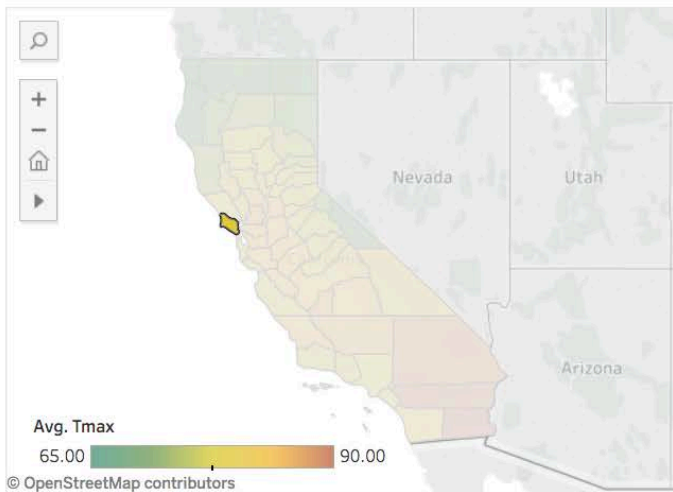 +
−
Nevada
Utah
Arizona
Avg. Tmax
65.00
90.00
© OpenStreetMap contributors